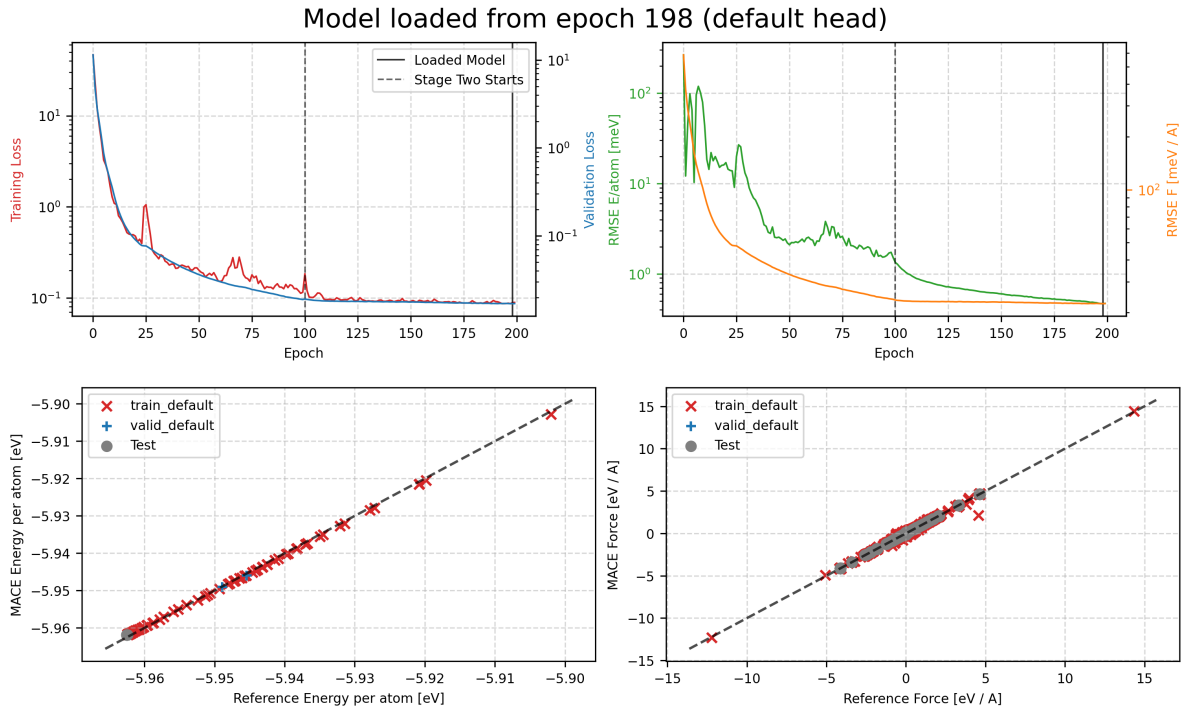 Model loaded from epoch 198 (default head)
Training Loss
10¹
10⁰
10⁻¹
Loaded Model
Stage Two Starts
10¹
10⁰
10⁻¹
Validation Loss
0 25 50 75 100 125 150 175 200
Epoch
RMSE E/atom [meV]
10²
10¹
10⁰
10²
RMSE F [meV / A]
0 25 50 75 100 125 150 175 200
Epoch
MACE Energy per atom [eV]
−5.90
−5.91
−5.92
−5.93
−5.94
−5.95
−5.96
train_default
valid_default
Test
−5.96 −5.95 −5.94 −5.93 −5.92 −5.91 −5.90
Reference Energy per atom [eV]
MACE Force [eV / A]
15
10
5
0
−5
−10
−15
train_default
valid_default
Test
−15 −10 −5 0 5 10 15
Reference Force [eV / A]